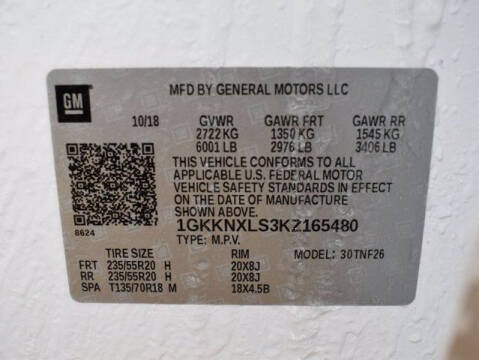 GM
MFD BY GENERAL MOTORS LLC
10/18 GVWR GAWR FRT GAWR RR
2722 KG 1350 KG 1545 KG
6001 LB 2976 LB 3406 LB
THIS VEHICLE CONFORMS TO ALL
APPLICABLE U.S. FEDERAL MOTOR
VEHICLE SAFETY STANDARDS IN EFFECT
ON THE DATE OF MANUFACTURE
SHOWN ABOVE.
8624 1GKKNXLS3KZ165480
TYPE: M.P.V. MODEL: 30TNF26
TIRE SIZE RIM
FRT 235/55R20 H 20X8J
RR 235/55R20 H 20X8J
SPA T135/70R18 M 18X4.5B